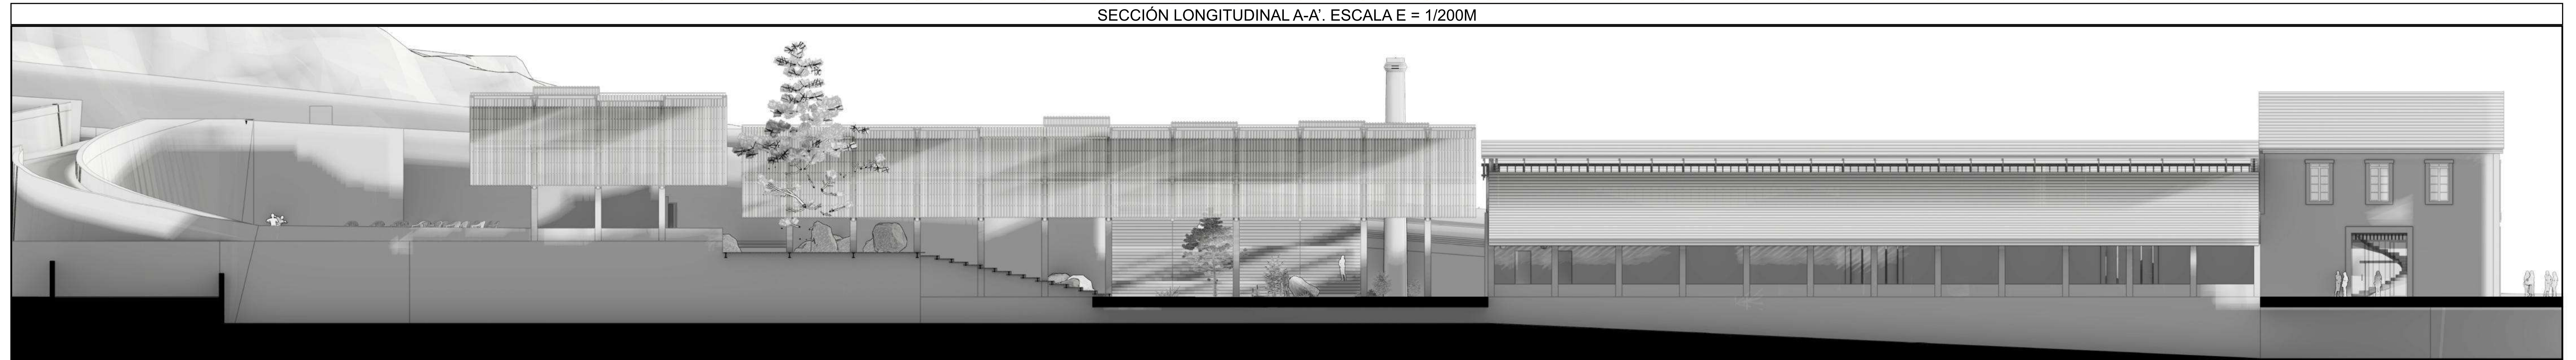 SECCIÓN LONGITUDINAL A-A’. ESCALA E = 1/200M